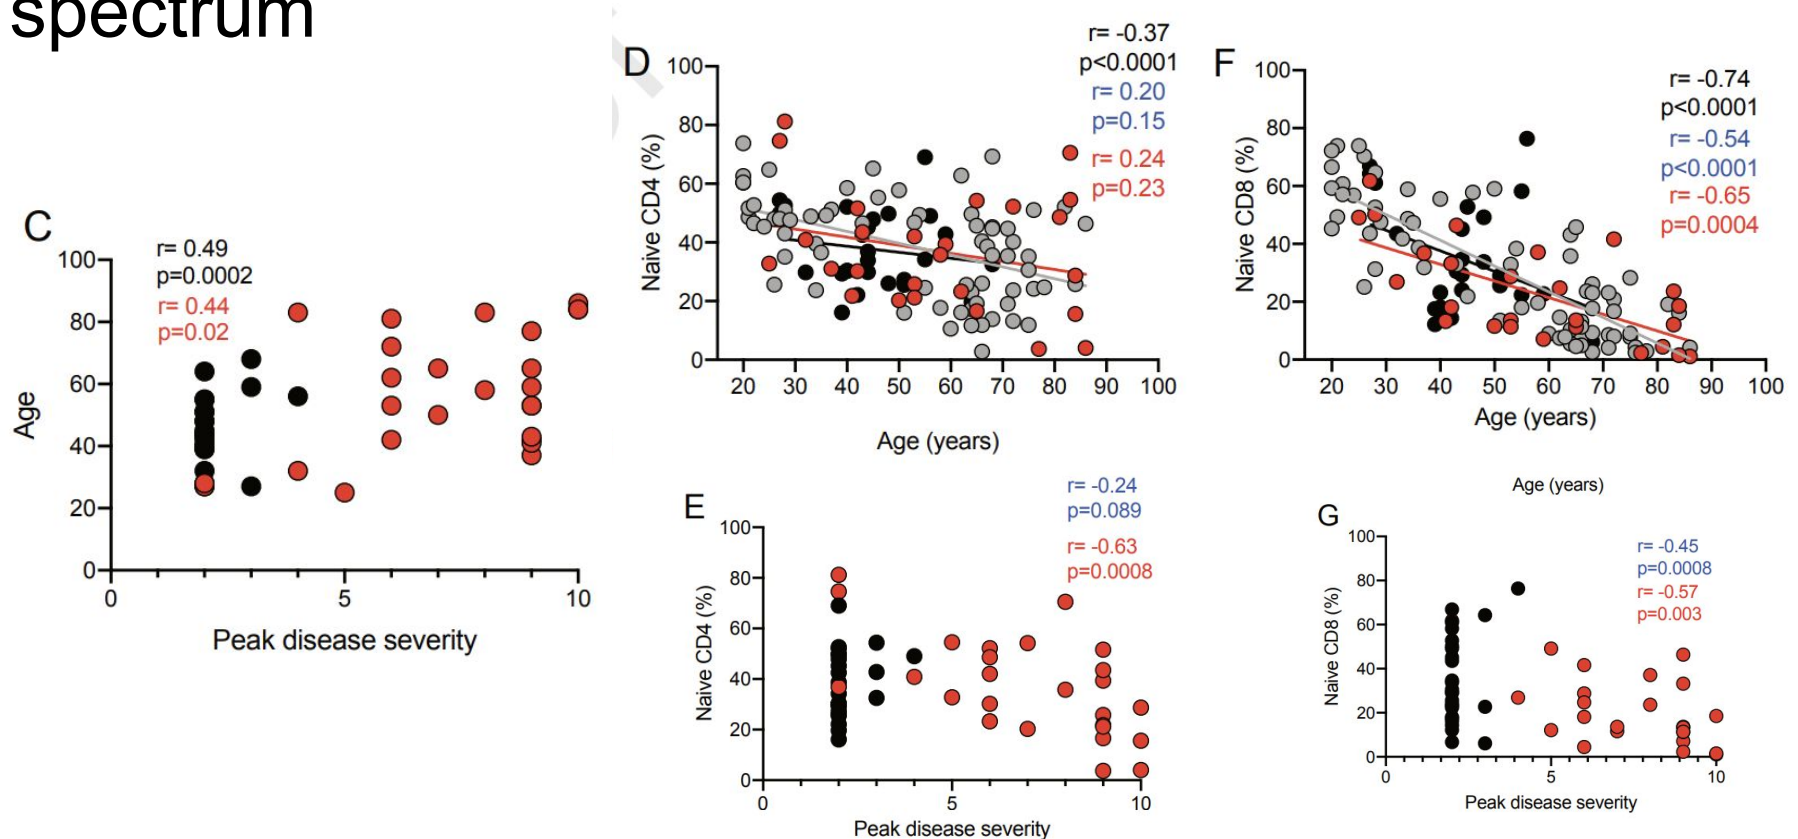 spectrum
C
r= 0.49
p=0.0002
r= 0.44
p=0.02
100
80
60
40
20
0
Age
0 5 10
Peak disease severity
D
r= -0.37
p<0.0001
r= 0.20
p=0.15
r= 0.24
p=0.23
100
80
60
40
20
0
Naive CD4 (%)
20 30 40 50 60 70 80 90 100
Age (years)
F
r= -0.74
p<0.0001
r= -0.54
p<0.0001
r= -0.65
p=0.0004
100
80
60
40
20
0
Naive CD8 (%)
20 30 40 50 60 70 80 90 100
Age (years)
E
r= -0.24
p=0.089
r= -0.63
p=0.0008
100
80
60
40
20
0
Naive CD4 (%)
0 5 10
Peak disease severity
Age (years)
G
r= -0.45
p=0.0008
r= -0.57
p=0.003
100
80
60
40
20
0
Naive CD8 (%)
0 5 10
Peak disease severity